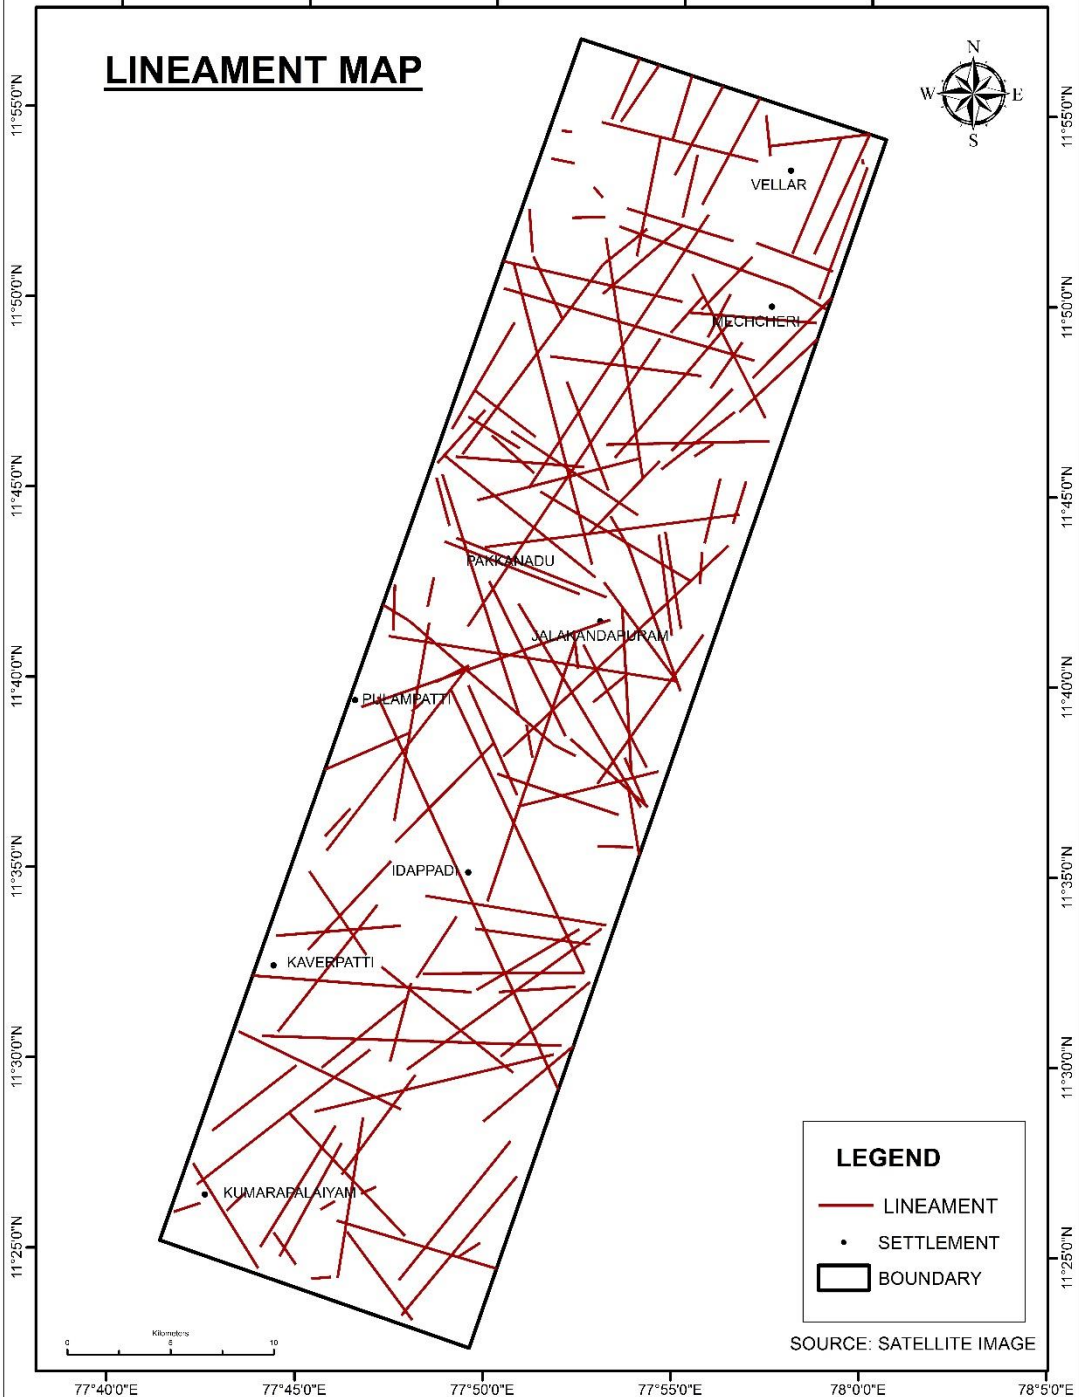 LINEAMENT MAP
N
W E
S
11°55'0"N
11°55'0"N
VELLAR
11°50'0"N
11°50'0"N
MECHCHERI
11°45'0"N
11°45'0"N
PAKKANADU
JALAKANDAPURAM
11°40'0"N
11°40'0"N
PULAMPATTI
11°35'0"N
11°35'0"N
IDAPPADI
KAVERPATTI
11°30'0"N
11°30'0"N
LEGEND
LINEAMENT
SETTLEMENT
BOUNDARY
KUMARAPALAIYAM
11°25'0"N
11°25'0"N
SOURCE: SATELLITE IMAGE
Kilometers
0 5 10
77°40'0"E 77°45'0"E 77°50'0"E 77°55'0"E 78°0'0"E 78°5'0"E